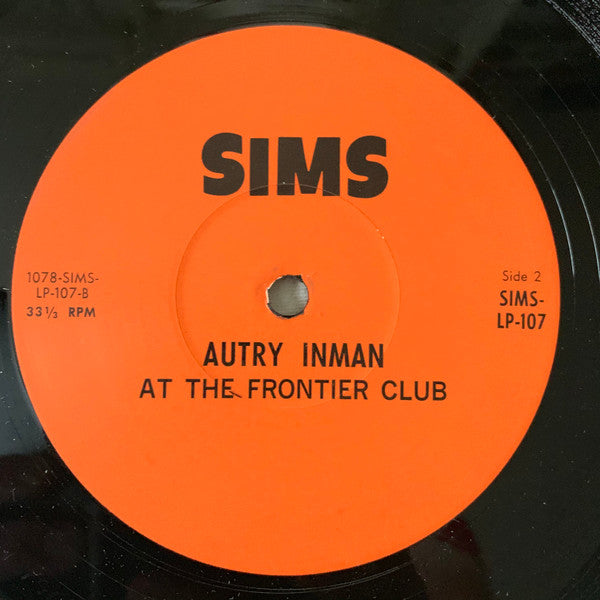 SIMS
1078-SIMS-
LP-107-B
33⅓ RPM
Side 2
SIMS-
LP-107
AUTRY INMAN
AT THE FRONTIER CLUB